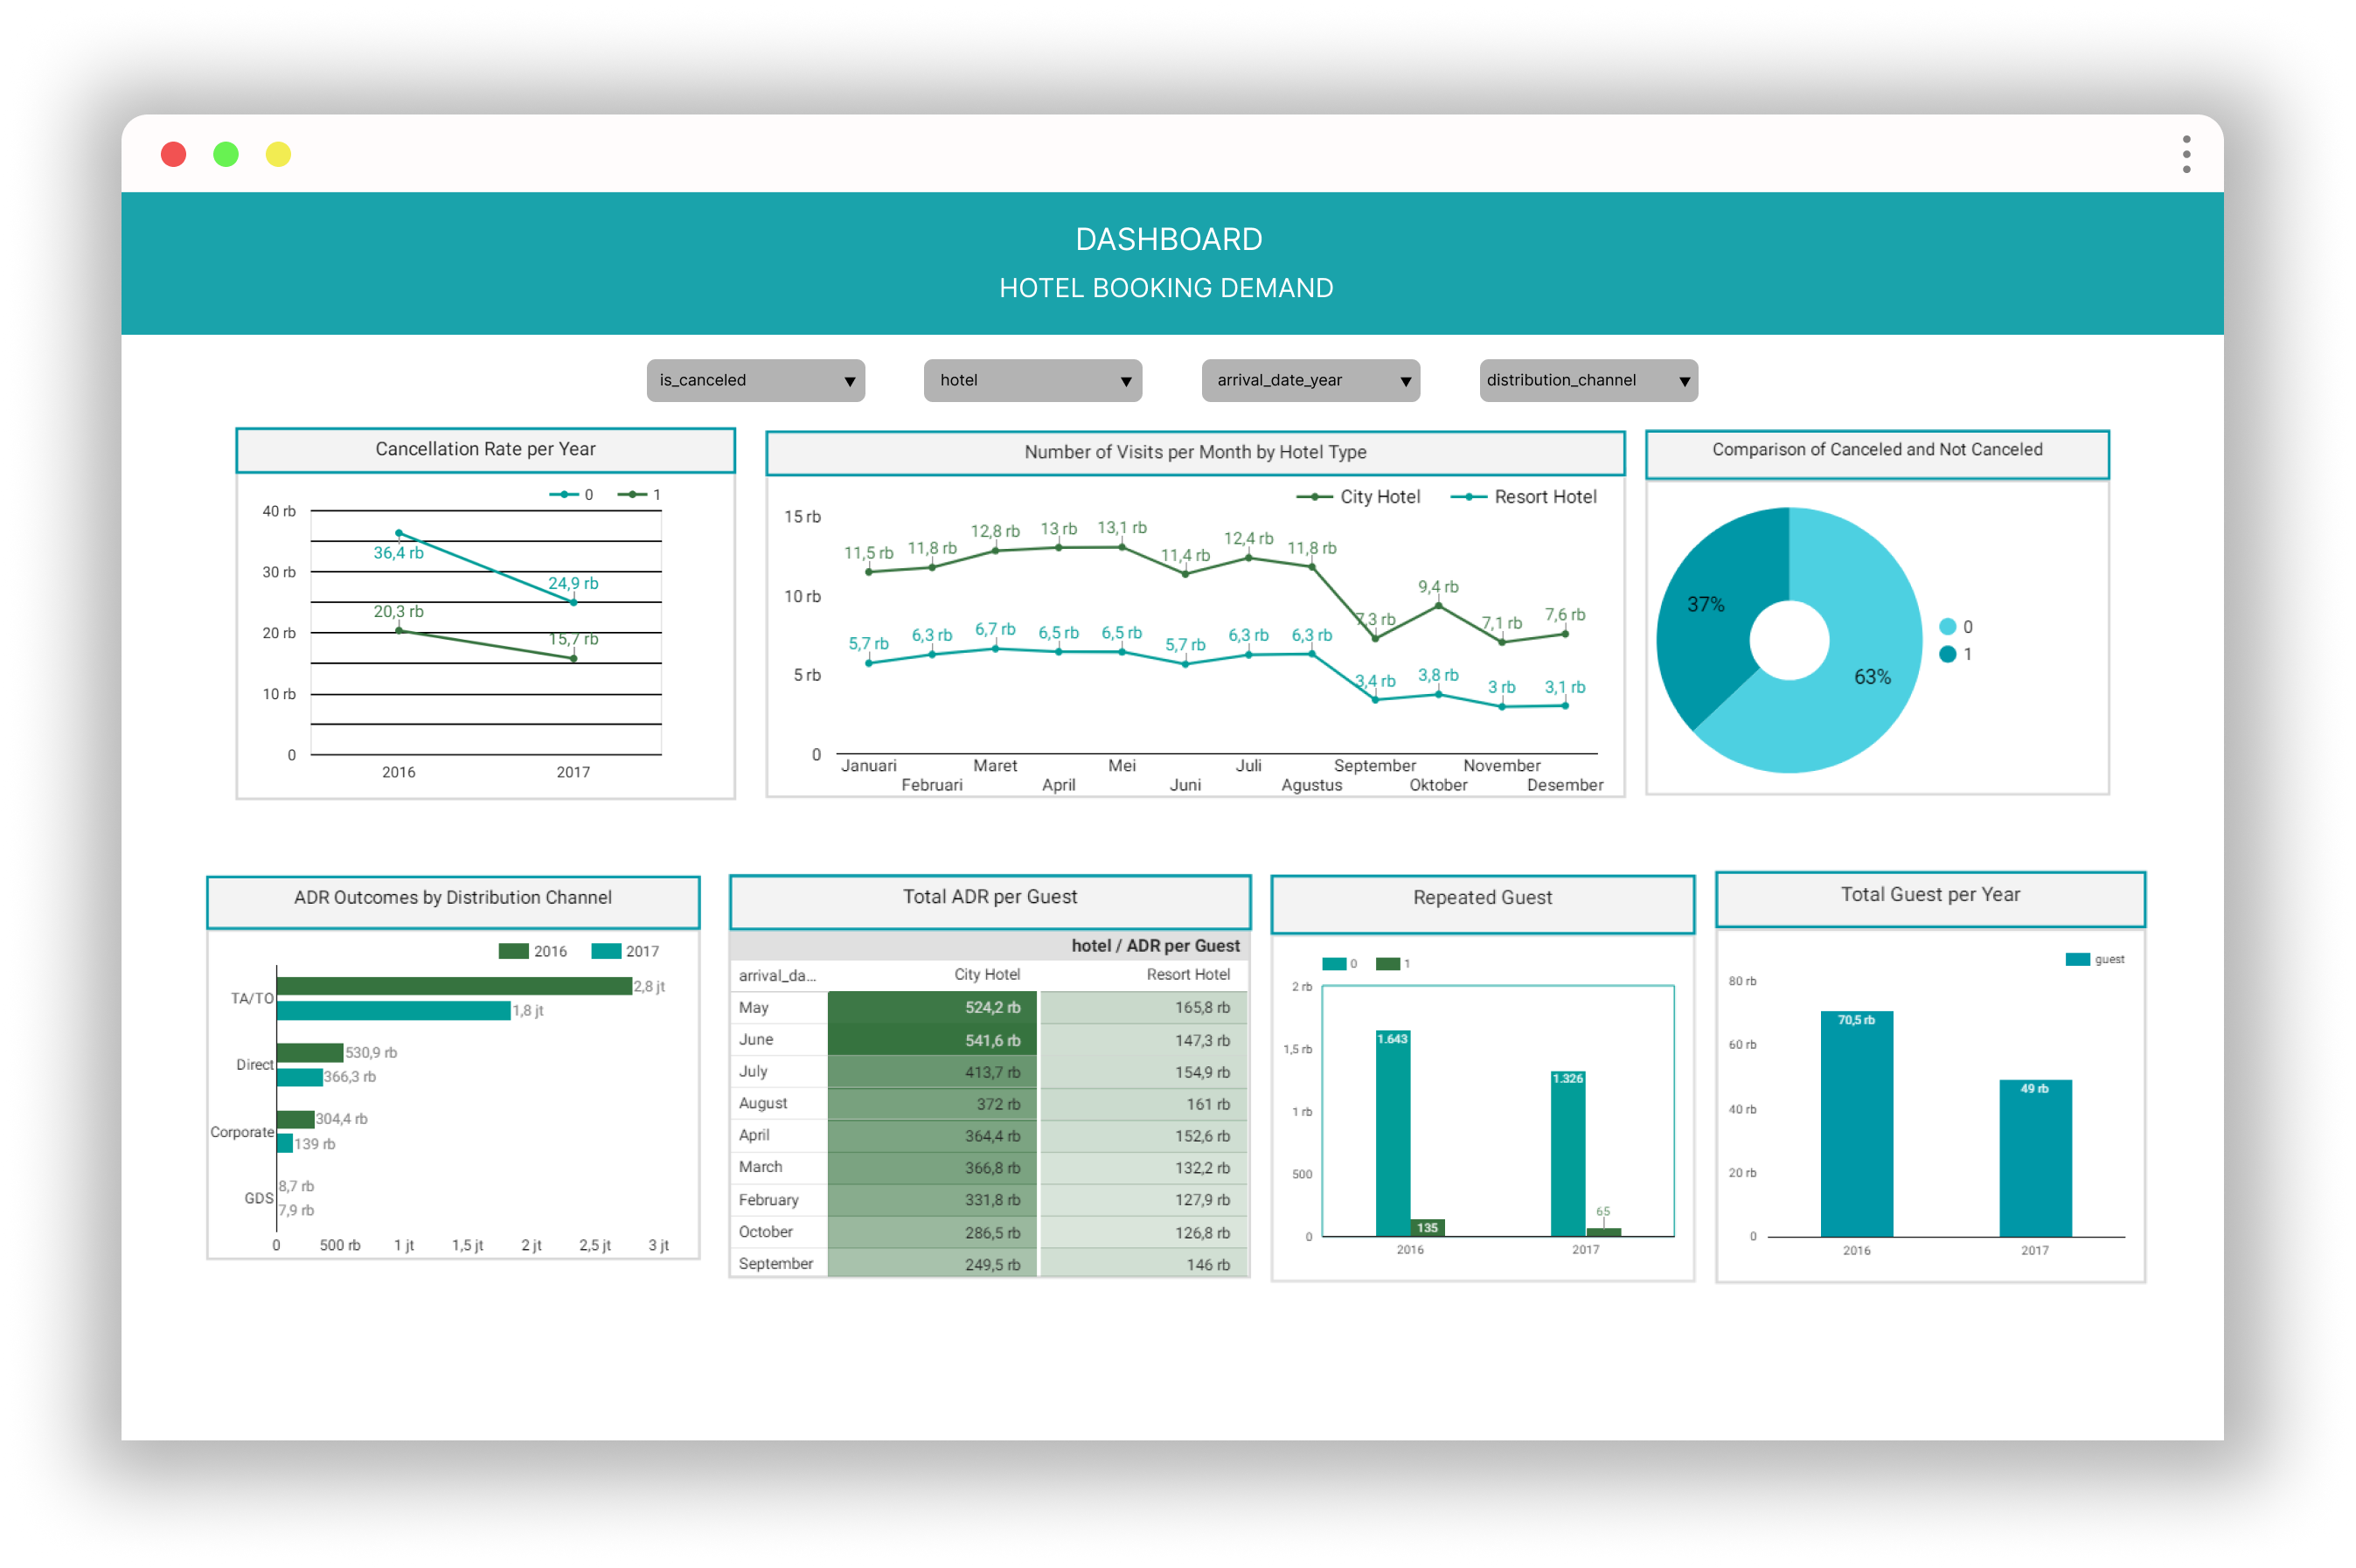 DASHBOARD
HOTEL BOOKING DEMAND
is_canceled
hotel
arrival_date_year
distribution_channel
Cancellation Rate per Year
0 1
40 rb
30 rb
20 rb
10 rb
0
36,4 rb
24,9 rb
20,3 rb
15,7 rb
2016 2017
Number of Visits per Month by Hotel Type
City Hotel Resort Hotel
15 rb
10 rb
5 rb
0
11,5 rb 11,8 rb 12,8 rb 13 rb 13,1 rb 11,4 rb 12,4 rb 11,8 rb 7,3 rb 9,4 rb 7,1 rb 7,6 rb
5,7 rb 6,3 rb 6,7 rb 6,5 rb 6,5 rb 5,7 rb 6,3 rb 6,3 rb 3,4 rb 3,8 rb 3 rb 3,1 rb
Januari Maret Mei Juli September November
Februari April Juni Agustus Oktober Desember
Comparison of Canceled and Not Canceled
37%
63%
0
1
ADR Outcomes by Distribution Channel
2016 2017
TA/TO
2,8 jt
1,8 jt
Direct
530,9 rb
366,3 rb
Corporate
304,4 rb
139 rb
GDS
8,7 rb
7,9 rb
0 500 rb 1 jt 1,5 jt 2 jt 2,5 jt 3 jt
Total ADR per Guest
hotel / ADR per Guest
arrival_da... City Hotel Resort Hotel
May 524,2 rb 165,8 rb
June 541,6 rb 147,3 rb
July 413,7 rb 154,9 rb
August 372 rb 161 rb
April 364,4 rb 152,6 rb
March 366,8 rb 132,2 rb
February 331,8 rb 127,9 rb
October 286,5 rb 126,8 rb
September 249,5 rb 146 rb
Repeated Guest
0 1
2 rb
1,5 rb
1 rb
500
0
1.643
135
1.326
65
2016 2017
Total Guest per Year
guest
80 rb
60 rb
40 rb
20 rb
0
70,5 rb
49 rb
2016 2017